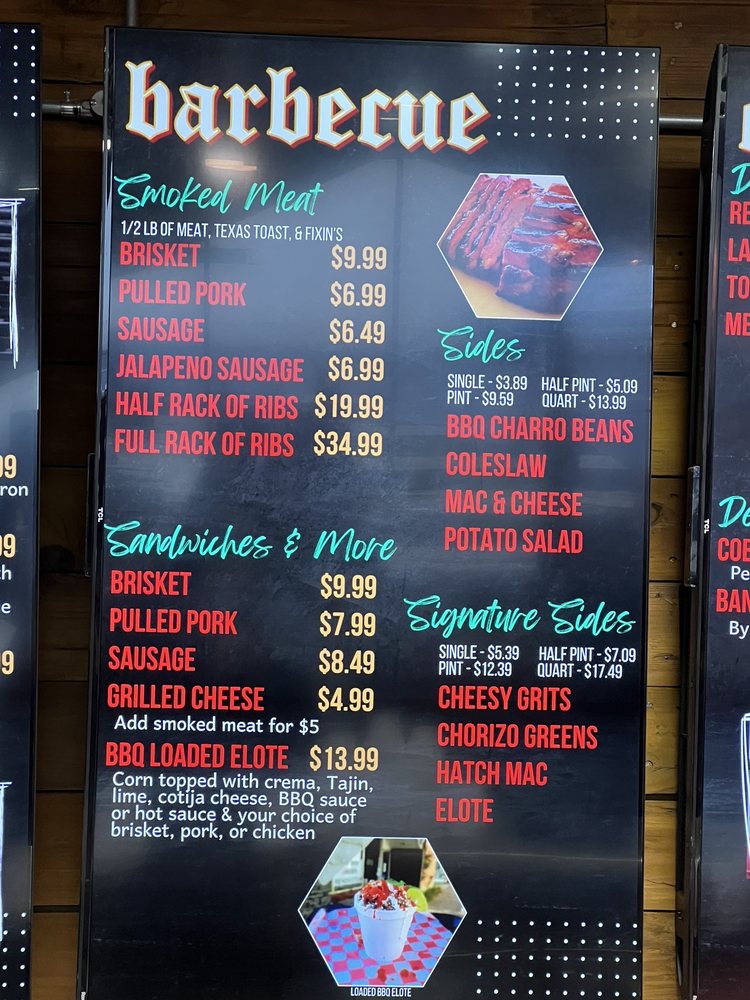 barbecue
Smoked Meat
1/2 LB OF MEAT, TEXAS TOAST, & FIXIN'S
BRISKET $9.99
PULLED PORK $6.99
SAUSAGE $6.49
JALAPENO SAUSAGE $6.99
HALF RACK OF RIBS $19.99
FULL RACK OF RIBS $34.99
Sandwiches & More
BRISKET $9.99
PULLED PORK $7.99
SAUSAGE $8.49
GRILLED CHEESE $4.99
Add smoked meat for $5
BBQ LOADED ELOTE $13.99
Corn topped with crema, Tajin,
lime, cotija cheese, BBQ sauce
or hot sauce & your choice of
brisket, pork, or chicken
Sides
SINGLE - $3.89 HALF PINT - $5.09
PINT - $9.59 QUART - $13.99
BBQ CHARRO BEANS
COLESLAW
MAC & CHEESE
POTATO SALAD
Signature Sides
SINGLE - $5.39 HALF PINT - $7.09
PINT - $12.39 QUART - $17.49
CHEESY GRITS
CHORIZO GREENS
HATCH MAC
ELOTE
LOADED BBQ ELOTE
TCL
TCL